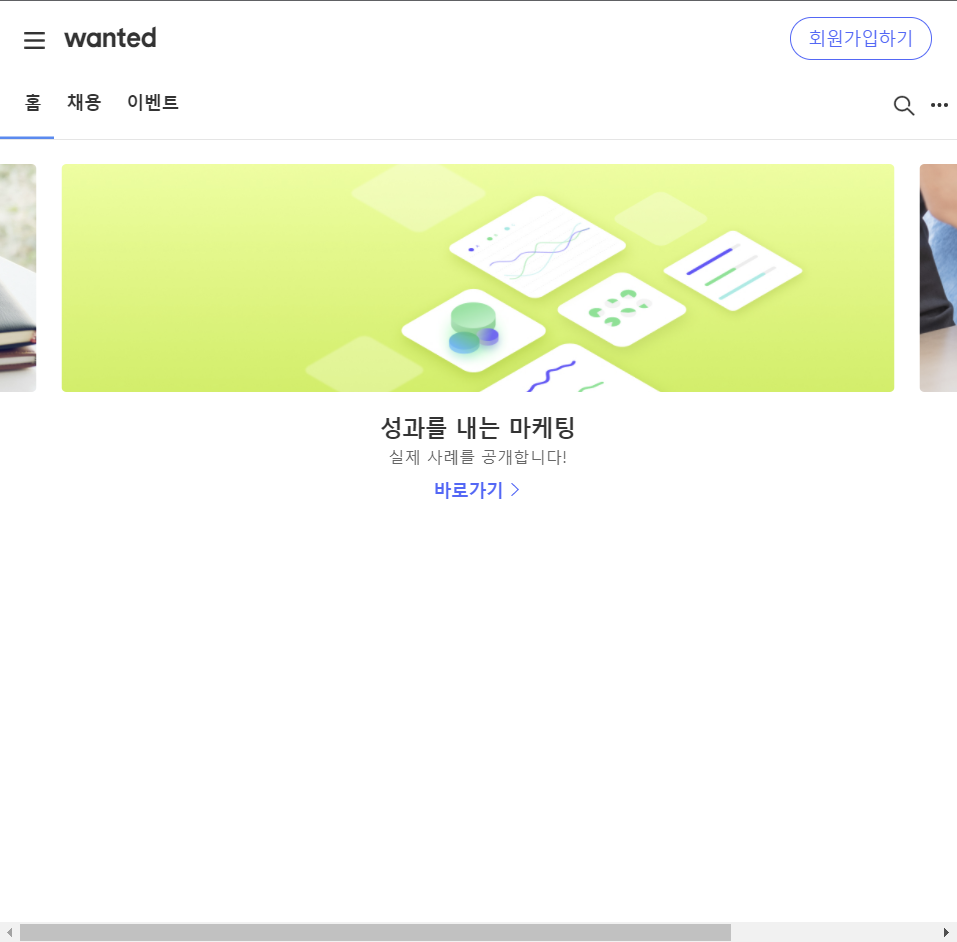 wanted
회원가입하기
홈 채용 이벤트
성과를 내는 마케팅
실제 사례를 공개합니다!
바로가기